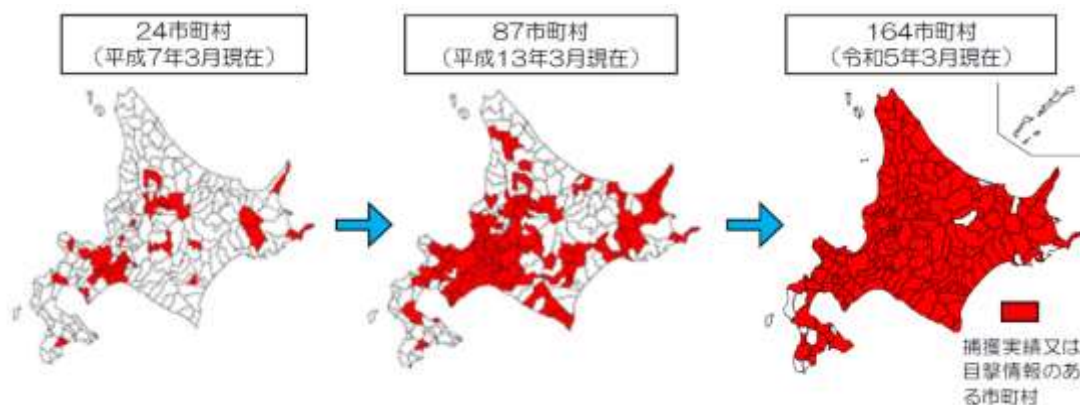 24市町村
（平成7年3月現在）
87市町村
（平成13年3月現在）
164市町村
（令和5年3月現在）
捕獲実績又は
目撃情報のあ
る市町村